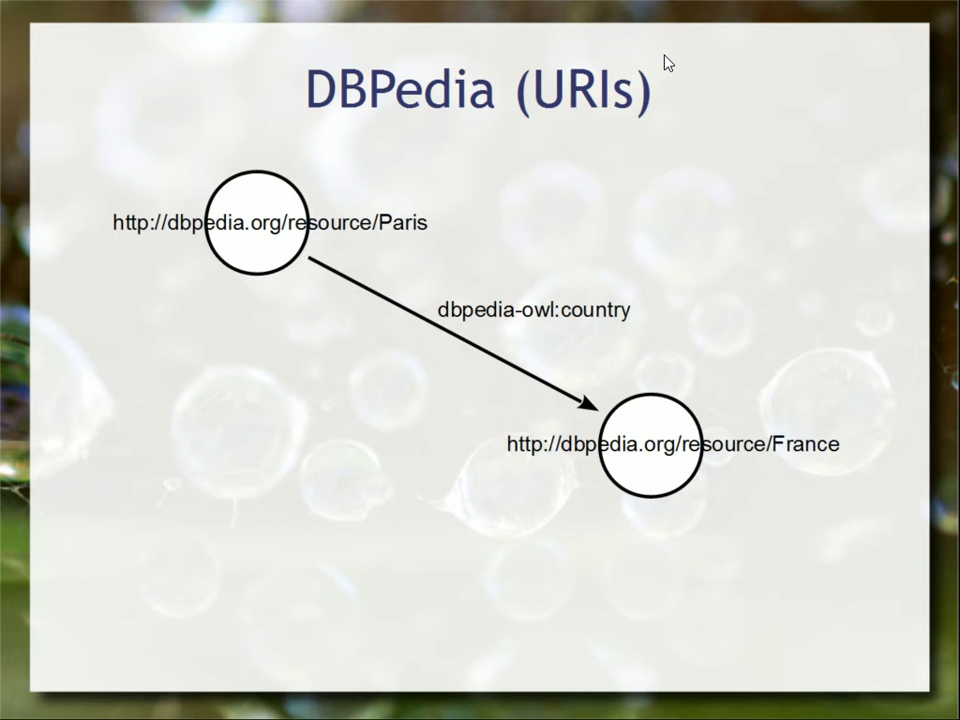 DBPedia (URIs)
http://dbpedia.org/resource/Paris
dbpedia-owl:country
http://dbpedia.org/resource/France